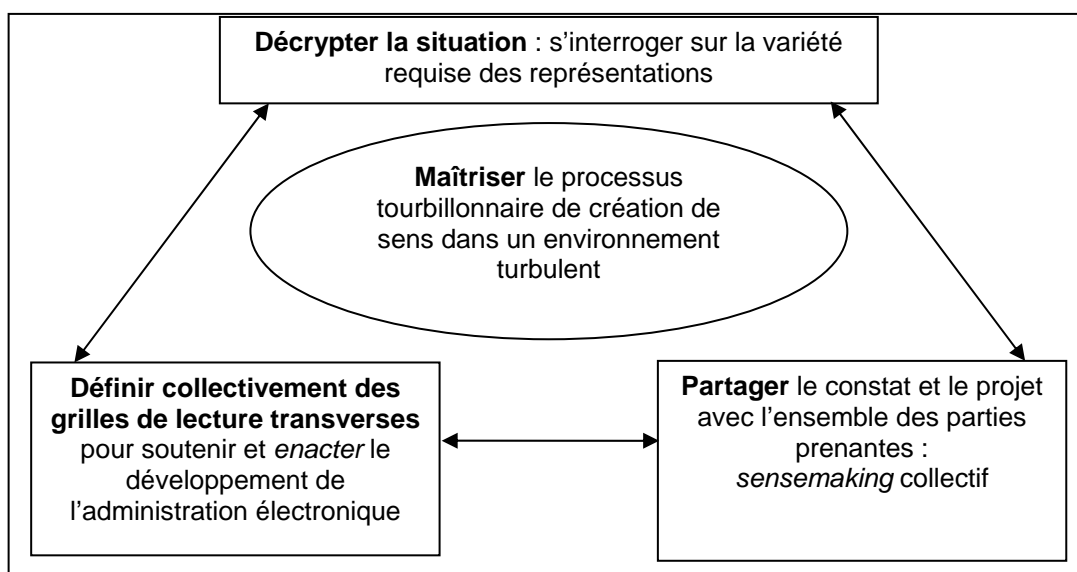 Décrypter la situation : s’interroger sur la variété
requise des représentations
Maîtriser le processus
tourbillonnaire de création de
sens dans un environnement
turbulent
Définir collectivement des
grilles de lecture transverses
pour soutenir et enacter le
développement de
l’administration électronique
Partager le constat et le projet
avec l’ensemble des parties
prenantes :
sensemaking collectif